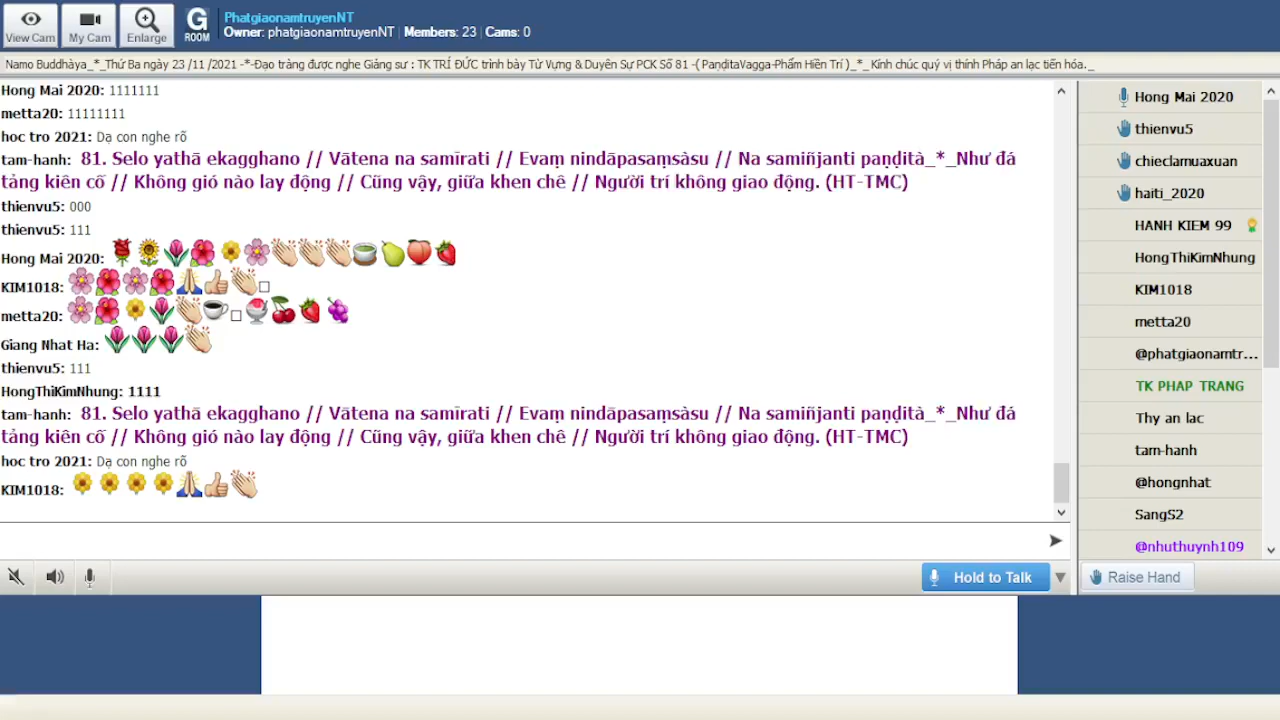 View Cam
My Cam
Enlarge
G
ROOM
PhatgiaonamtruyenNT
Owner: phatgiaonamtruyenNT | Members: 23 | Cams: 0
Namo Buddhàya_*_Thứ Ba ngày 23 /11 /2021 -*-Đạo tràng được nghe Giảng sư : TK TRÍ ĐỨC trình bày Từ Vựng & Duyên Sự PCK Số 81 -( PaṇḍitaVagga-Phẩm Hiền Trí )_*_ Kính chúc quý vị thính Pháp an lạc tiến hóa._
Hong Mai 2020: 1111111
metta20: 11111111
hoc tro 2021: Dạ con nghe rõ
tam-hanh: 81. Selo yathā ekagghano // Vātena na samīrati // Evaṃ nindāpasaṃsàsu // Na samiñjanti paṇḍità_*_Như đá
tảng kiên cố // Không gió nào lay động // Cũng vậy, giữa khen chê // Người trí không giao động. (HT-TMC)
thienvu5: 000
thienvu5: 111
Hong Mai 2020:
KIM1018:
metta20:
Giang Nhat Ha:
thienvu5: 111
HongThiKimNhung: 1111
tam-hanh: 81. Selo yathā ekagghano // Vātena na samīrati // Evaṃ nindāpasaṃsàsu // Na samiñjanti paṇḍità_*_Như đá
tảng kiên cố // Không gió nào lay động // Cũng vậy, giữa khen chê // Người trí không giao động. (HT-TMC)
hoc tro 2021: Dạ con nghe rõ
KIM1018:
Hold to Talk
Hong Mai 2020
thienvu5
chieclamuaxuan
haiti_2020
HANH KIEM 99
HongThiKimNhung
KIM1018
metta20
@phatgiaonamtr...
TK PHAP TRANG
Thy an lac
tam-hanh
@hongnhat
SangS2
@nhuthuynh109
Raise Hand